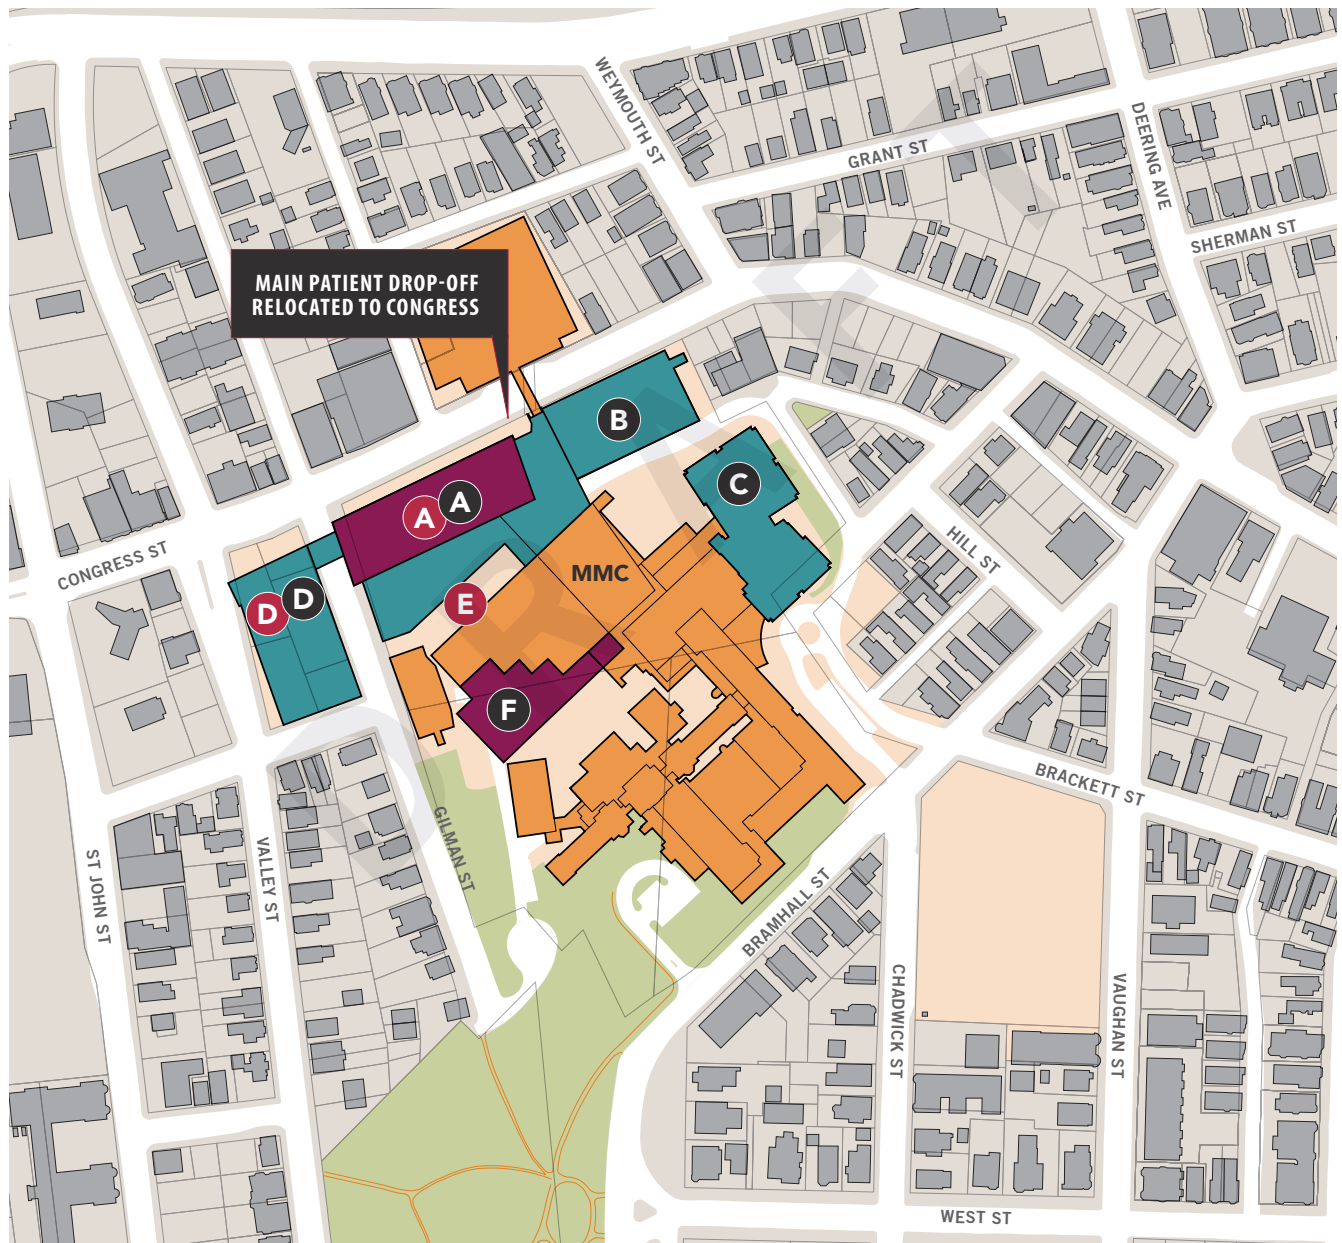 WEYMOUTH ST
DEERING AVE
GRANT ST
SHERMAN ST
MAIN PATIENT DROP-OFF
RELOCATED TO CONGRESS
B
C
A
A
CONGRESS ST
HILL ST
MMC
D
D
E
F
BRACKETT ST
GILMAN ST
ST JOHN ST
VALLEY ST
BRAMHALL ST
CHADWICK ST
VAUGHAN ST
WEST ST
DRAFT